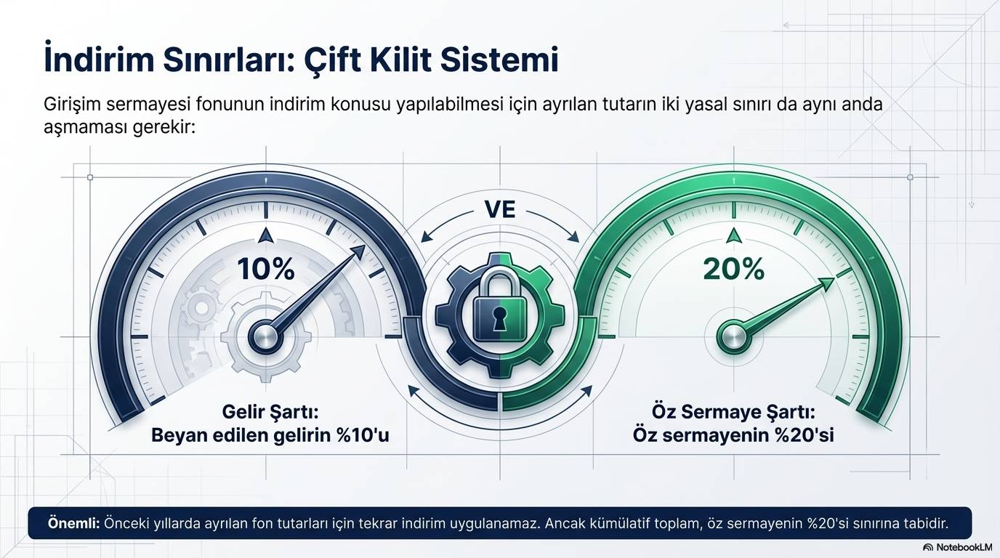 İndirim Sınırları: Çift Kilit Sistemi
Girişim sermayesi fonunun indirim konusu yapılabilmesi için ayrılan tutarın iki yasal sınırı da aynı anda
aşmaması gerekir:
VE
10%
20%
Gelir Şartı:
Beyan edilen gelirin %10'u
Öz Sermaye Şartı:
Öz sermayenin %20'si
Önemli: Önceki yıllarda ayrılan fon tutarları için tekrar indirim uygulanamaz. Ancak kümülatif toplam, öz sermayenin %20'si sınırına tabidir.
NotebookLM